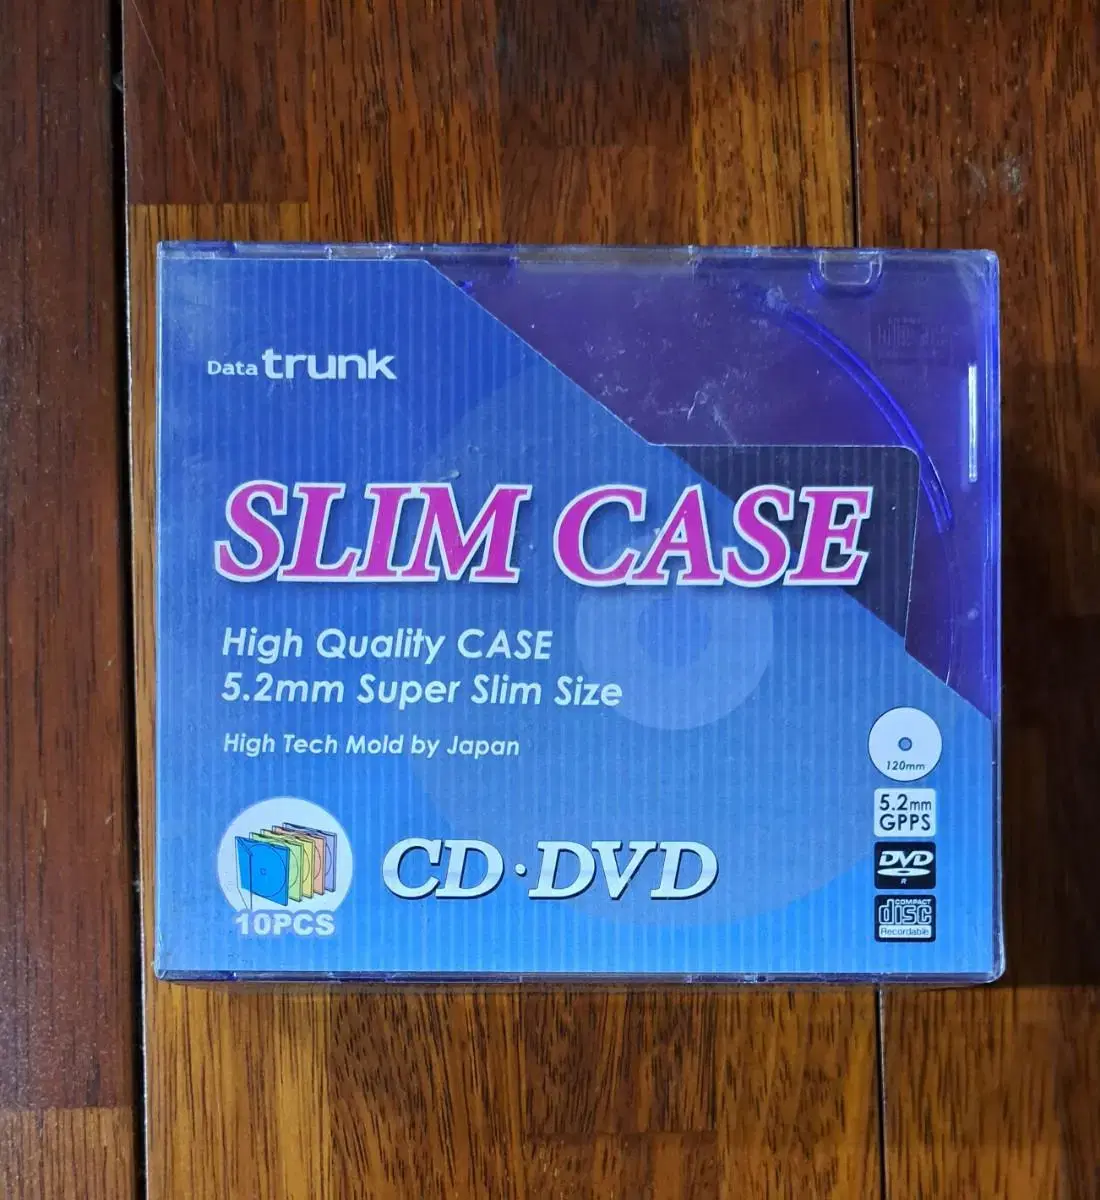 Data trunk
SLIM CASE
High Quality CASE
5.2mm Super Slim Size
High Tech Mold by Japan
120mm
5.2mm
GPPS
DVD
R
COMPACT
disc
Recordable
10PCS
CD·DVD